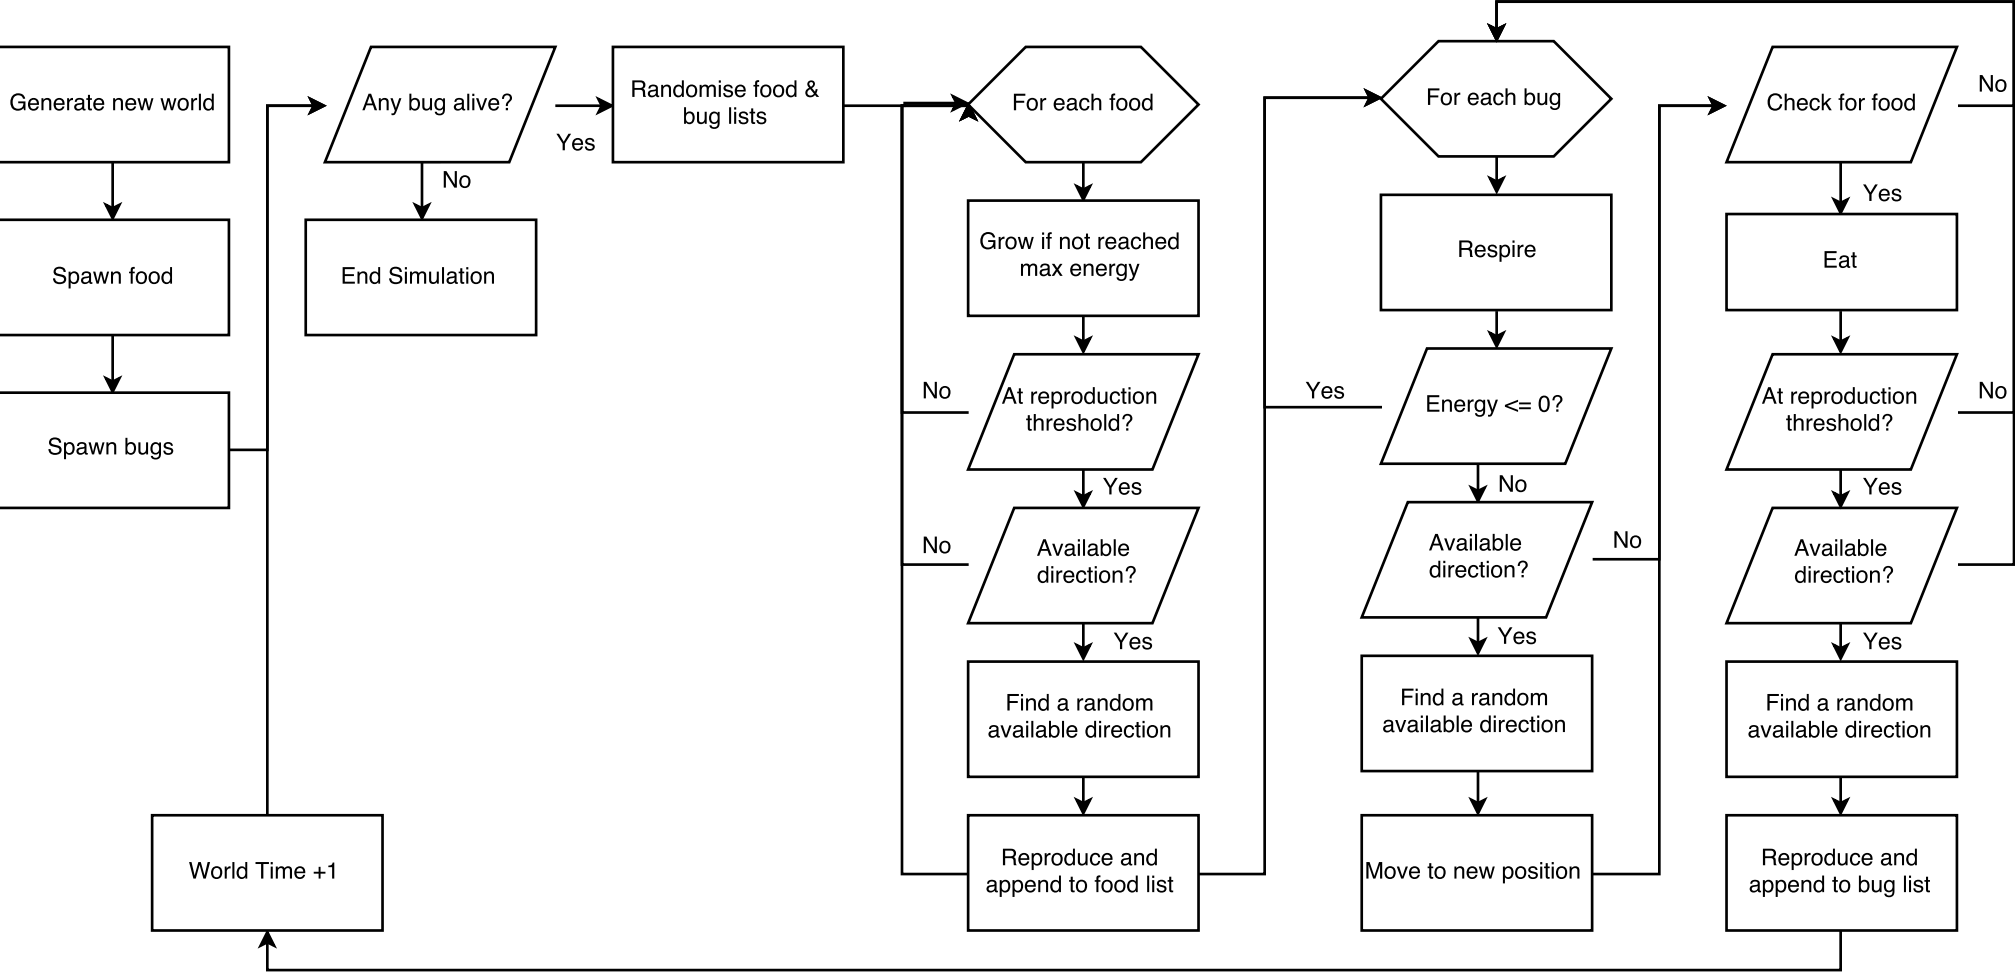 Generate new world
Spawn food
Spawn bugs
World Time +1
Any bug alive?
Yes
No
End Simulation
Randomise food &
bug lists
For each food
Grow if not reached
max energy
No
At reproduction
threshold?
Yes
No
Available
direction?
Yes
Find a random
available direction
Reproduce and
append to food list
For each bug
Respire
Yes
Energy <= 0?
No
Available
direction?
No
Yes
Find a random
available direction
Move to new position
Check for food
No
Yes
Eat
At reproduction
threshold?
No
Yes
Available
direction?
Yes
Find a random
available direction
Reproduce and
append to bug list